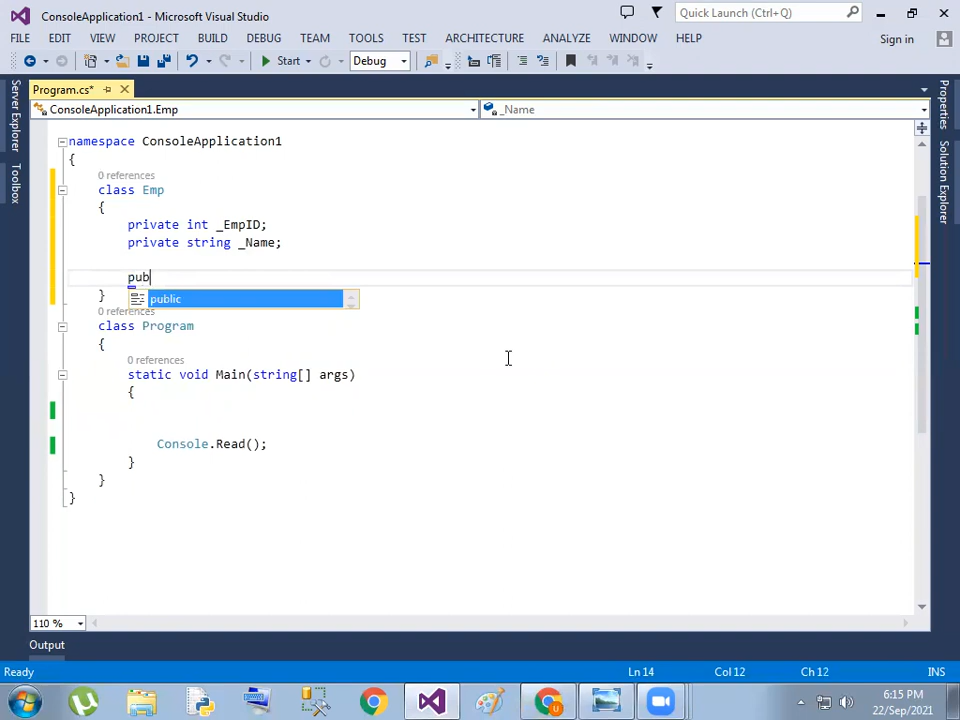 ConsoleApplication1 - Microsoft Visual Studio
Quick Launch (Ctrl+Q)
FILE EDIT VIEW PROJECT BUILD DEBUG TEAM TOOLS TEST ARCHITECTURE ANALYZE WINDOW HELP
Sign in
Start
Debug
Program.cs*
ConsoleApplication1.Emp
_Name
Server Explorer
Toolbox
Properties
Solution Explorer
namespace ConsoleApplication1
{
0 references
class Emp
{
private int _EmpID;
private string _Name;
pub
public
}
0 references
class Program
{
0 references
static void Main(string[] args)
{
Console.Read();
}
}
}
110 %
Output
Ready
Ln 14
Col 12
Ch 12
INS
6:15 PM
22/Sep/2021